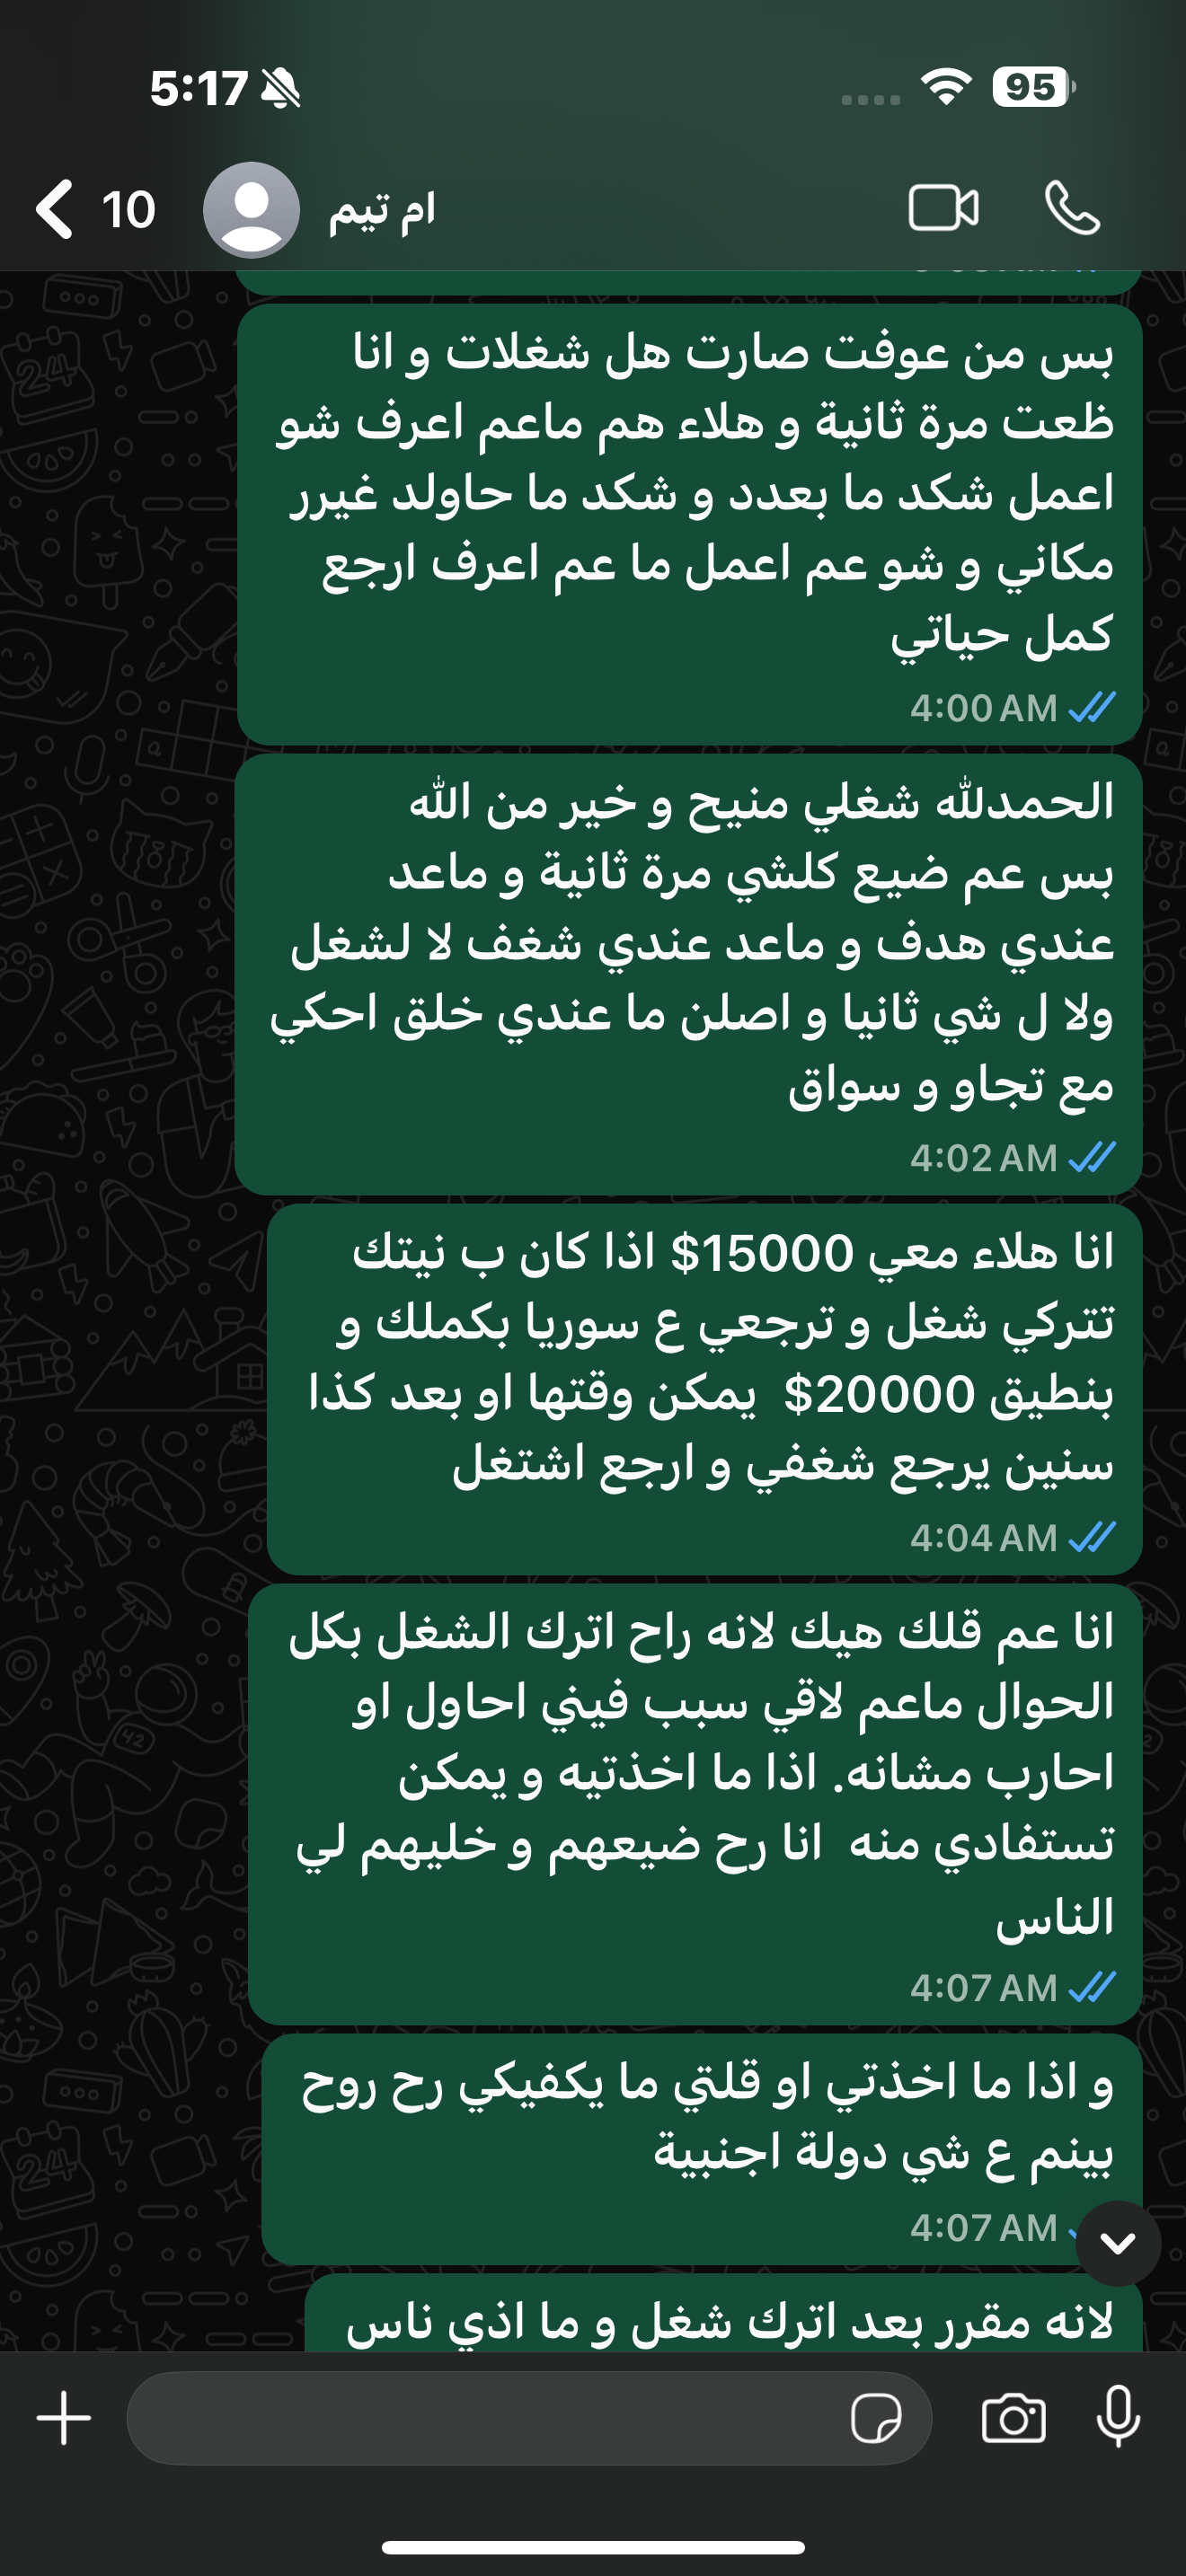 5:17
95
10
ام تيم
بس من عوفت صارت هل شغلات و انا
ظعت مرة ثانية و هلاء هم ماعم اعرف شو
اعمل شكد ما بعدد و شكد ما حاولد غيرر
مكاني و شو عم اعمل ما عم اعرف ارجع
كمل حياتي
4:00 AM
الحمدلله شغلي منيح و خير من الله
بس عم ضيع كلشي مرة ثانية و ماعد
عندي هدف و ماعد عندي شغف لا لشغل
ولا ل شي ثانيا و اصلن ما عندي خلق احكي
مع تجاو و سواق
4:02 AM
انا هلاء معي 15000$ اذا كان ب نيتك
تتركي شغل و ترجعي ع سوريا بكملك و
بنطيق 20000$ يمكن وقتها او بعد كذا
سنين يرجع شغفي و ارجع اشتغل
4:04 AM
انا عم قلك هيك لانه راح اترك الشغل بكل
الحوال ماعم لاقي سبب فيني احاول او
احارب مشانه. اذا ما اخذتيه و يمكن
تستفادي منه انا رح ضيعهم و خليهم لي
الناس
4:07 AM
و اذا ما اخذتي او قلتي ما يكفيكي رح روح
بينم ع شي دولة اجنبية
4:07 AM
لانه مقرر بعد اترك شغل و ما اذي ناس